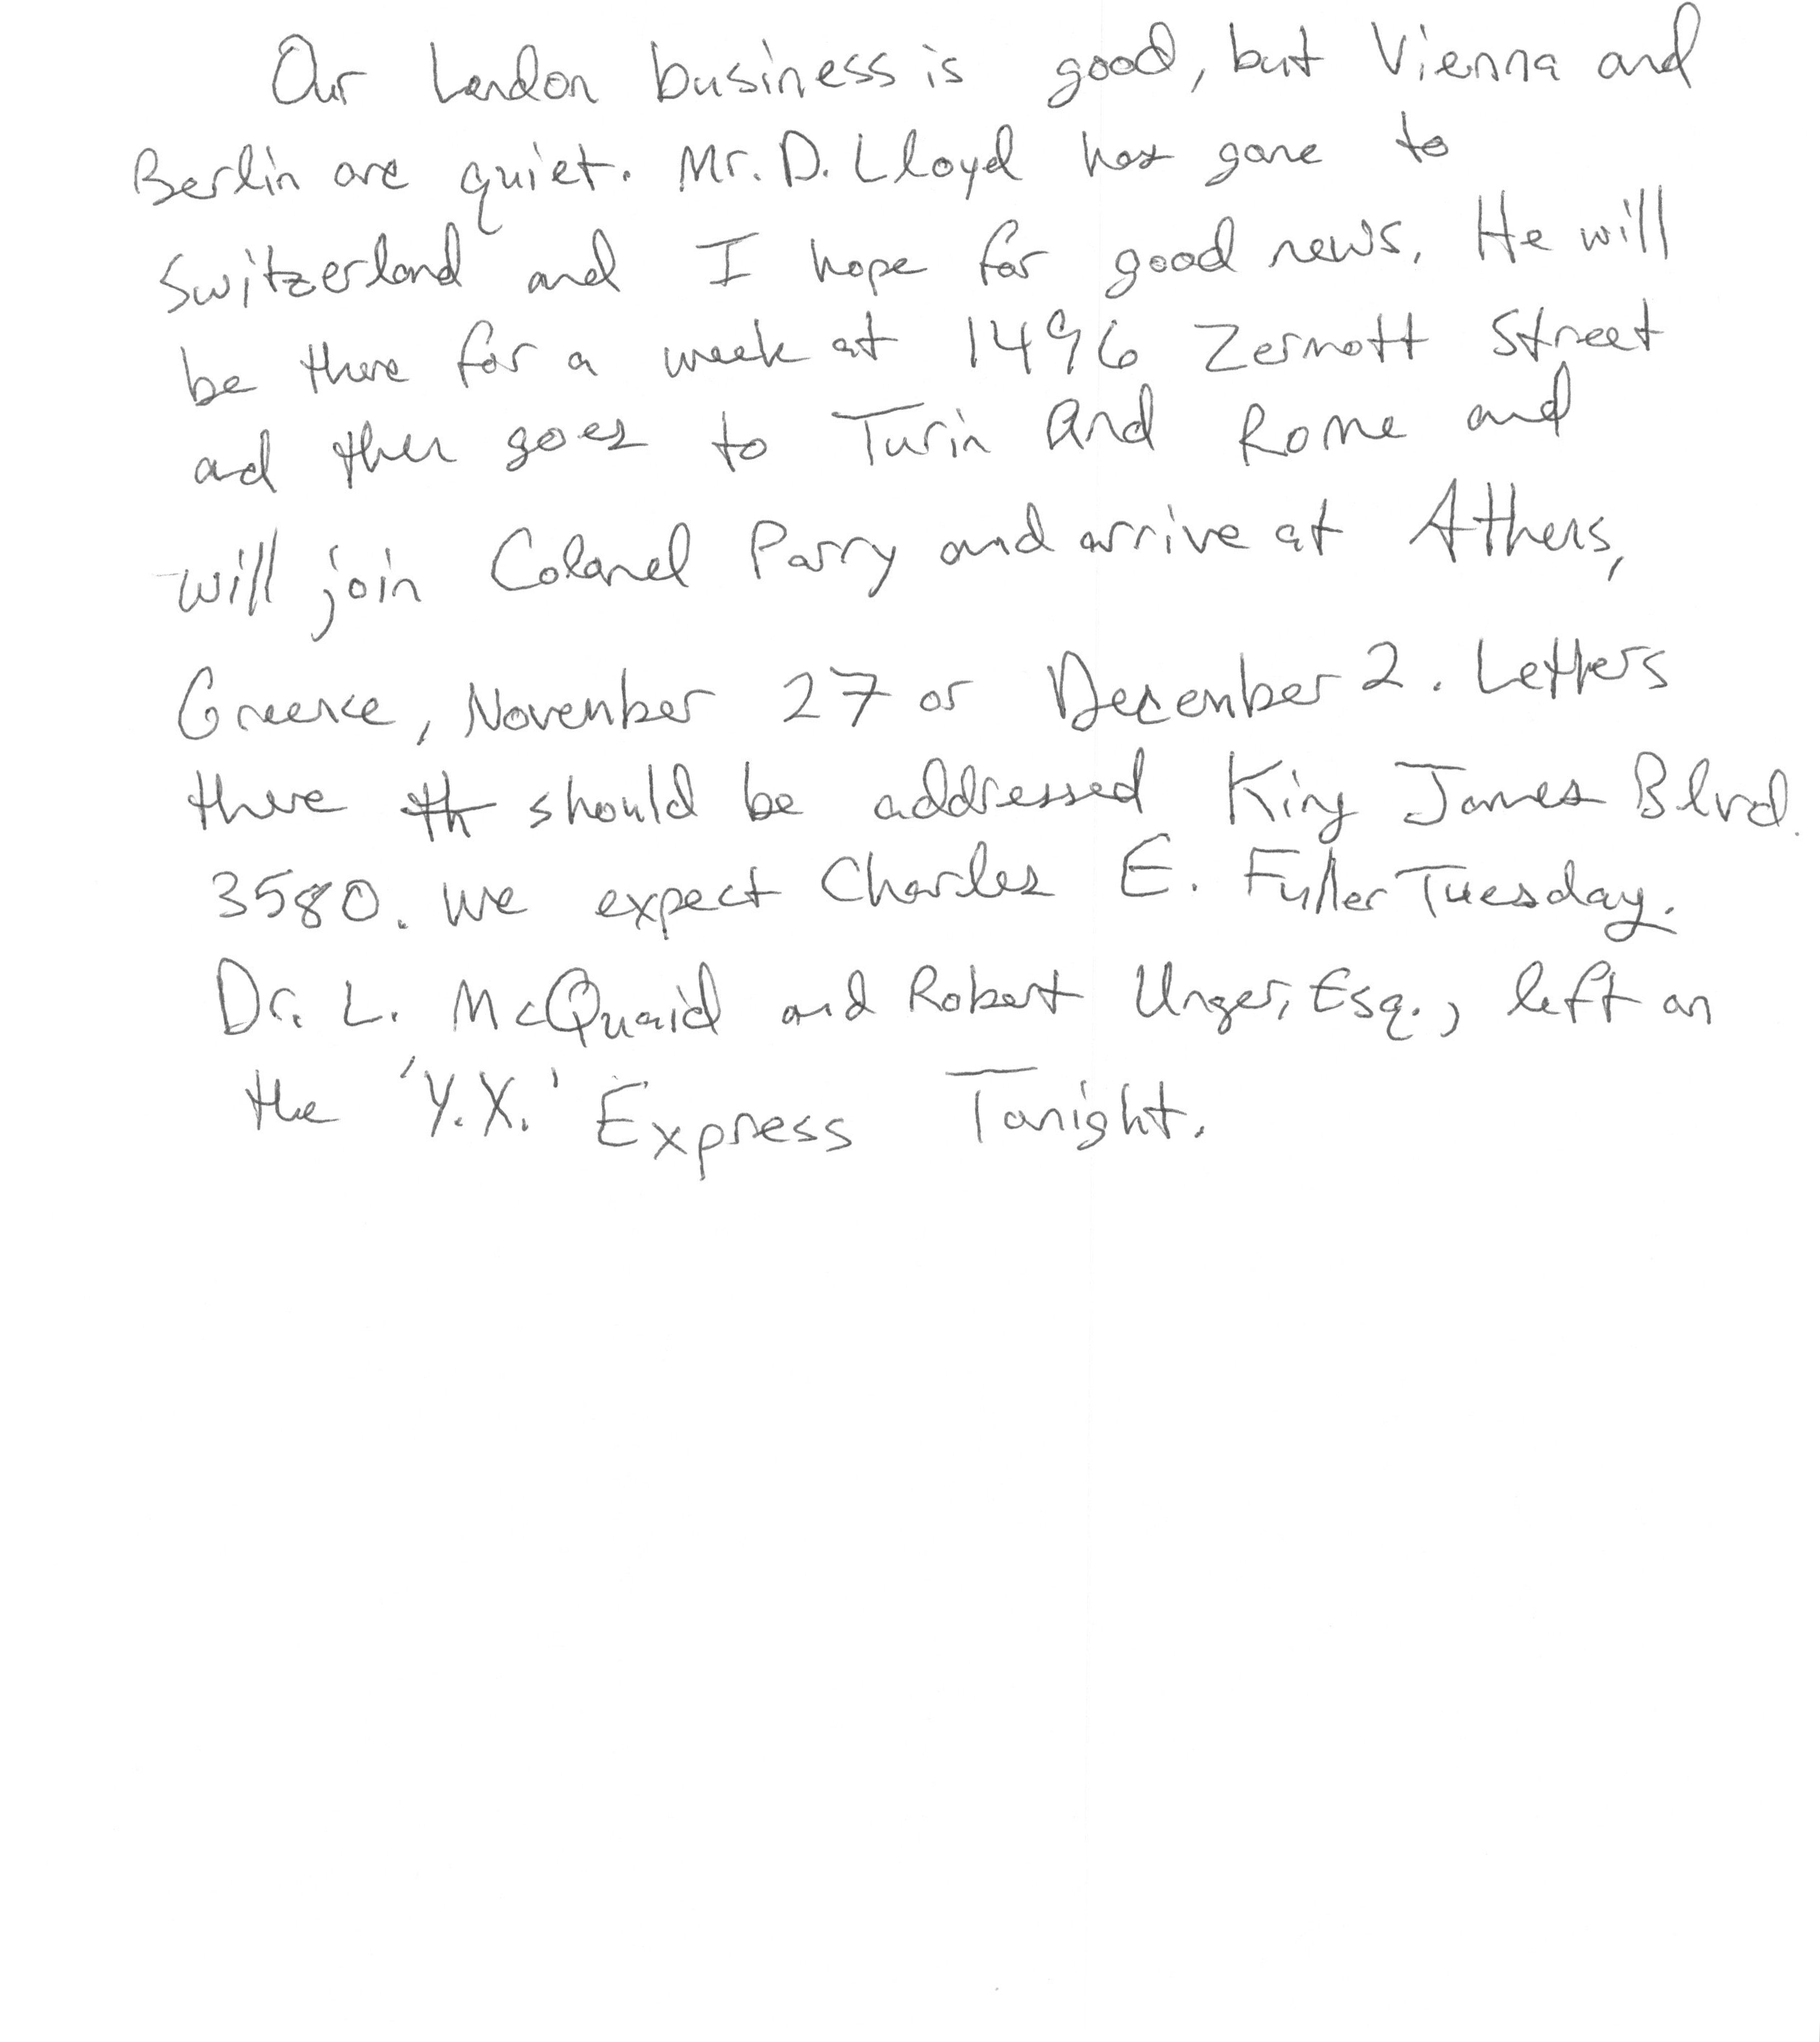 Our London business is good, but Vienna and
Berlin are quiet. Mr. D. Lloyd has gone to
Switzerland and I hope for good news. He will
be there for a week at 1496 Zermott Street
and then goes to Turin and Rome and
will join Colonel Parry and arrive at Athens,
Greece, November 27 or December 2. Letters
there should be addressed King James Blvd.
3580. We expect Charles E. Fuller Tuesday.
Dr. L. McQuaid and Robert Unger, Esq., left on
the 'Y.X.' Express Tonight.